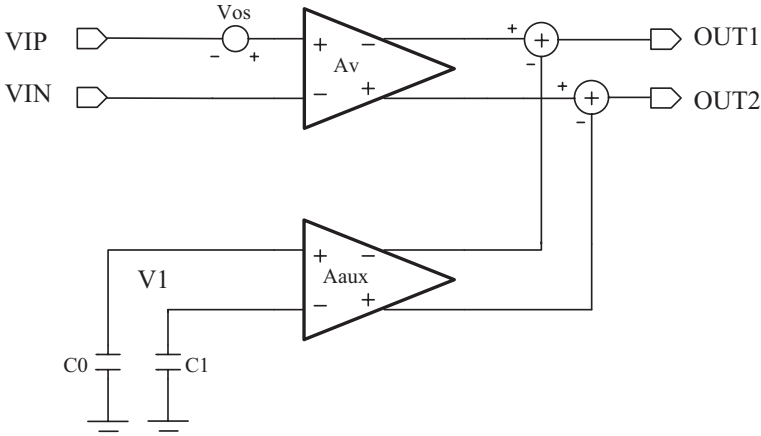 Vos
VIP
- +
+ -
Av
- +
+ -
+
OUT1
VIN
+
+ -
OUT2
V1
+ -
Aaux
- +
C0
C1